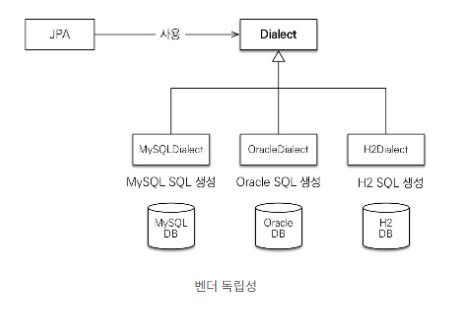 JPA
사용
Dialect
MySQLDialect
OracleDialect
H2Dialect
MySQL SQL 생성
Oracle SQL 생성
H2 SQL 생성
MySQL
DB
Oracle
DB
H2
DB
벤더 독립성